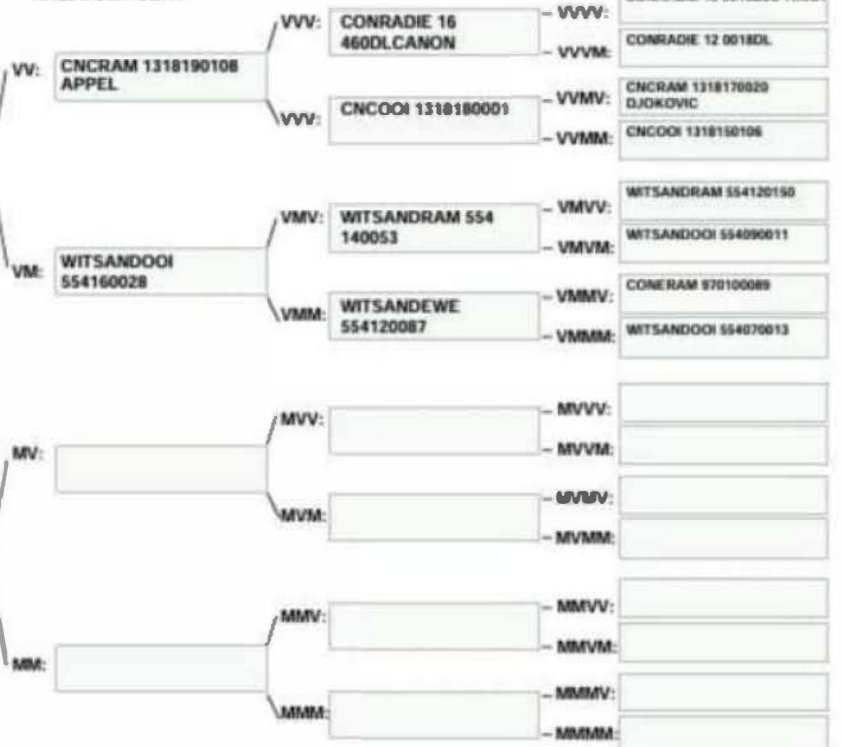 VVV:
CONRADIE 16
460DLCANON
VVVV:
VVVM:
CONRADIE 12 0018DL
VV:
CNCRAM 1318190108
APPEL
VVV:
CNCOOI 1318180001
VVMV:
CNCRAM 1318170020
DJOKOVIC
VVMM:
CNCOOI 1318150106
VM:
WITSANDOOI
554160028
VMV:
WITSANDRAM 554
140053
VMVV:
WITSANDRAM 554120150
VMVM:
WITSANDOOI 554090011
VMM:
WITSANDEWE
554120087
VMMV:
CONERAM 970100089
VMMM:
WITSANDOOI 554070013
MV:
MVV:
MVVV:
MVVM:
MVM:
MVMV:
MVMM:
MM:
MMV:
MMVV:
MMVM:
MMM:
MMMV:
MMMM: